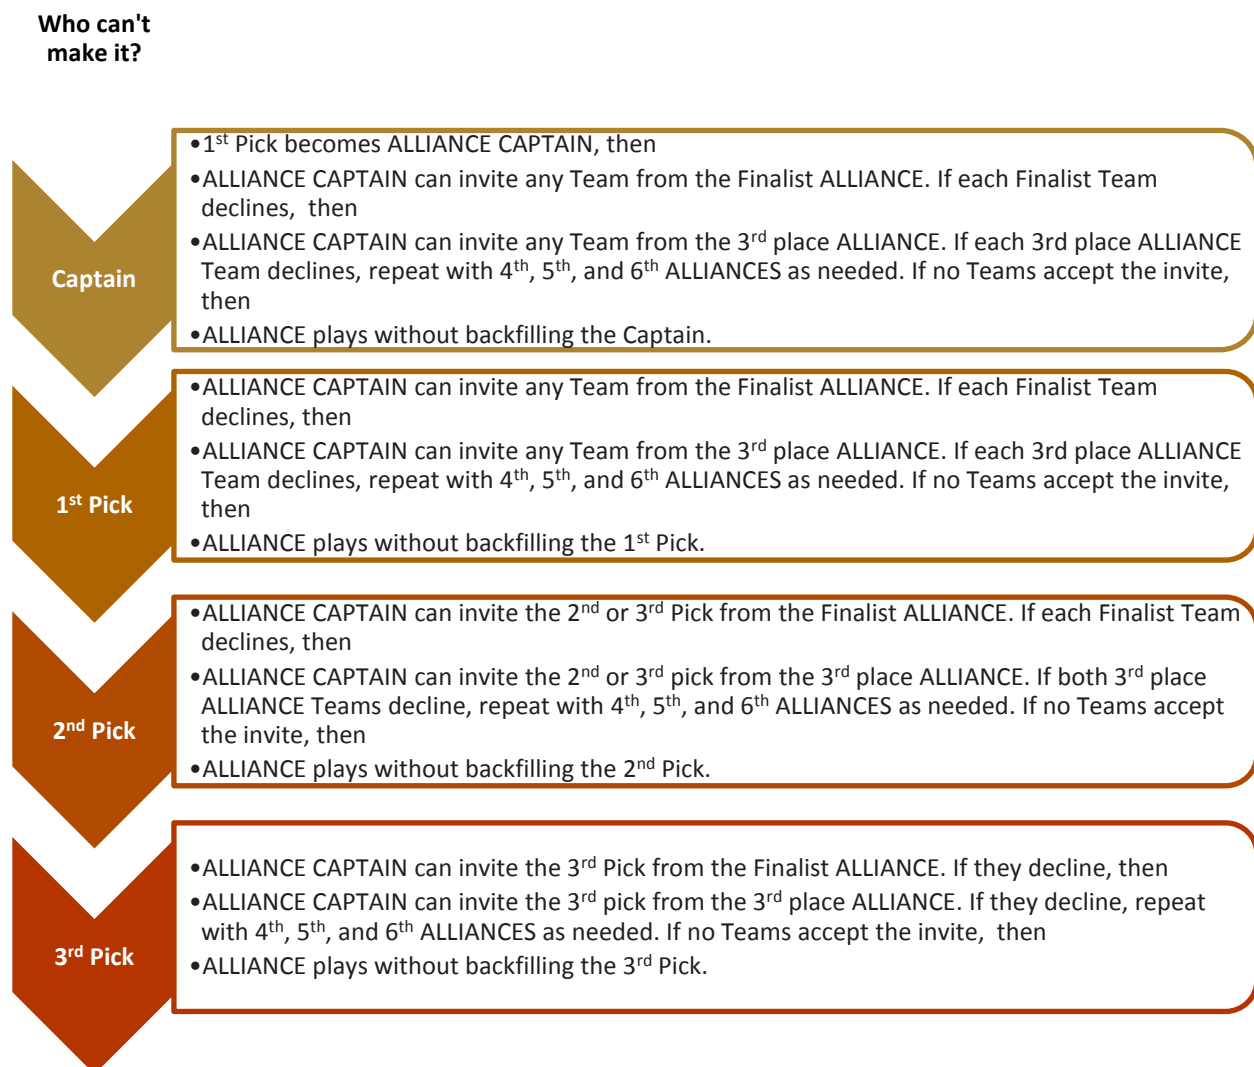 Who can't
make it?
Captain
•1st Pick becomes ALLIANCE CAPTAIN, then
•ALLIANCE CAPTAIN can invite any Team from the Finalist ALLIANCE. If each Finalist Team
declines,  then
•ALLIANCE CAPTAIN can invite any Team from the 3rd place ALLIANCE. If each 3rd place ALLIANCE
Team declines, repeat with 4th, 5th, and 6th ALLIANCES as needed. If no Teams accept the invite,
then
•ALLIANCE plays without backfilling the Captain.
1st Pick
•ALLIANCE CAPTAIN can invite any Team from the Finalist ALLIANCE. If each Finalist Team
declines, then
•ALLIANCE CAPTAIN can invite any Team from the 3rd place ALLIANCE. If each 3rd place ALLIANCE
Team declines, repeat with 4th, 5th, and 6th ALLIANCES as needed. If no Teams accept the invite,
then
•ALLIANCE plays without backfilling the 1st Pick.
2nd Pick
•ALLIANCE CAPTAIN can invite the 2nd or 3rd Pick from the Finalist ALLIANCE. If each Finalist Team
declines, then
•ALLIANCE CAPTAIN can invite the 2nd or 3rd pick from the 3rd place ALLIANCE. If both 3rd place
ALLIANCE Teams decline, repeat with 4th, 5th, and 6th ALLIANCES as needed. If no Teams accept
the invite, then
•ALLIANCE plays without backfilling the 2nd Pick.
3rd Pick
•ALLIANCE CAPTAIN can invite the 3rd Pick from the Finalist ALLIANCE. If they decline, then
•ALLIANCE CAPTAIN can invite the 3rd pick from the 3rd place ALLIANCE. If they decline, repeat
with 4th, 5th, and 6th ALLIANCES as needed. If no Teams accept the invite,  then
•ALLIANCE plays without backfilling the 3rd Pick.